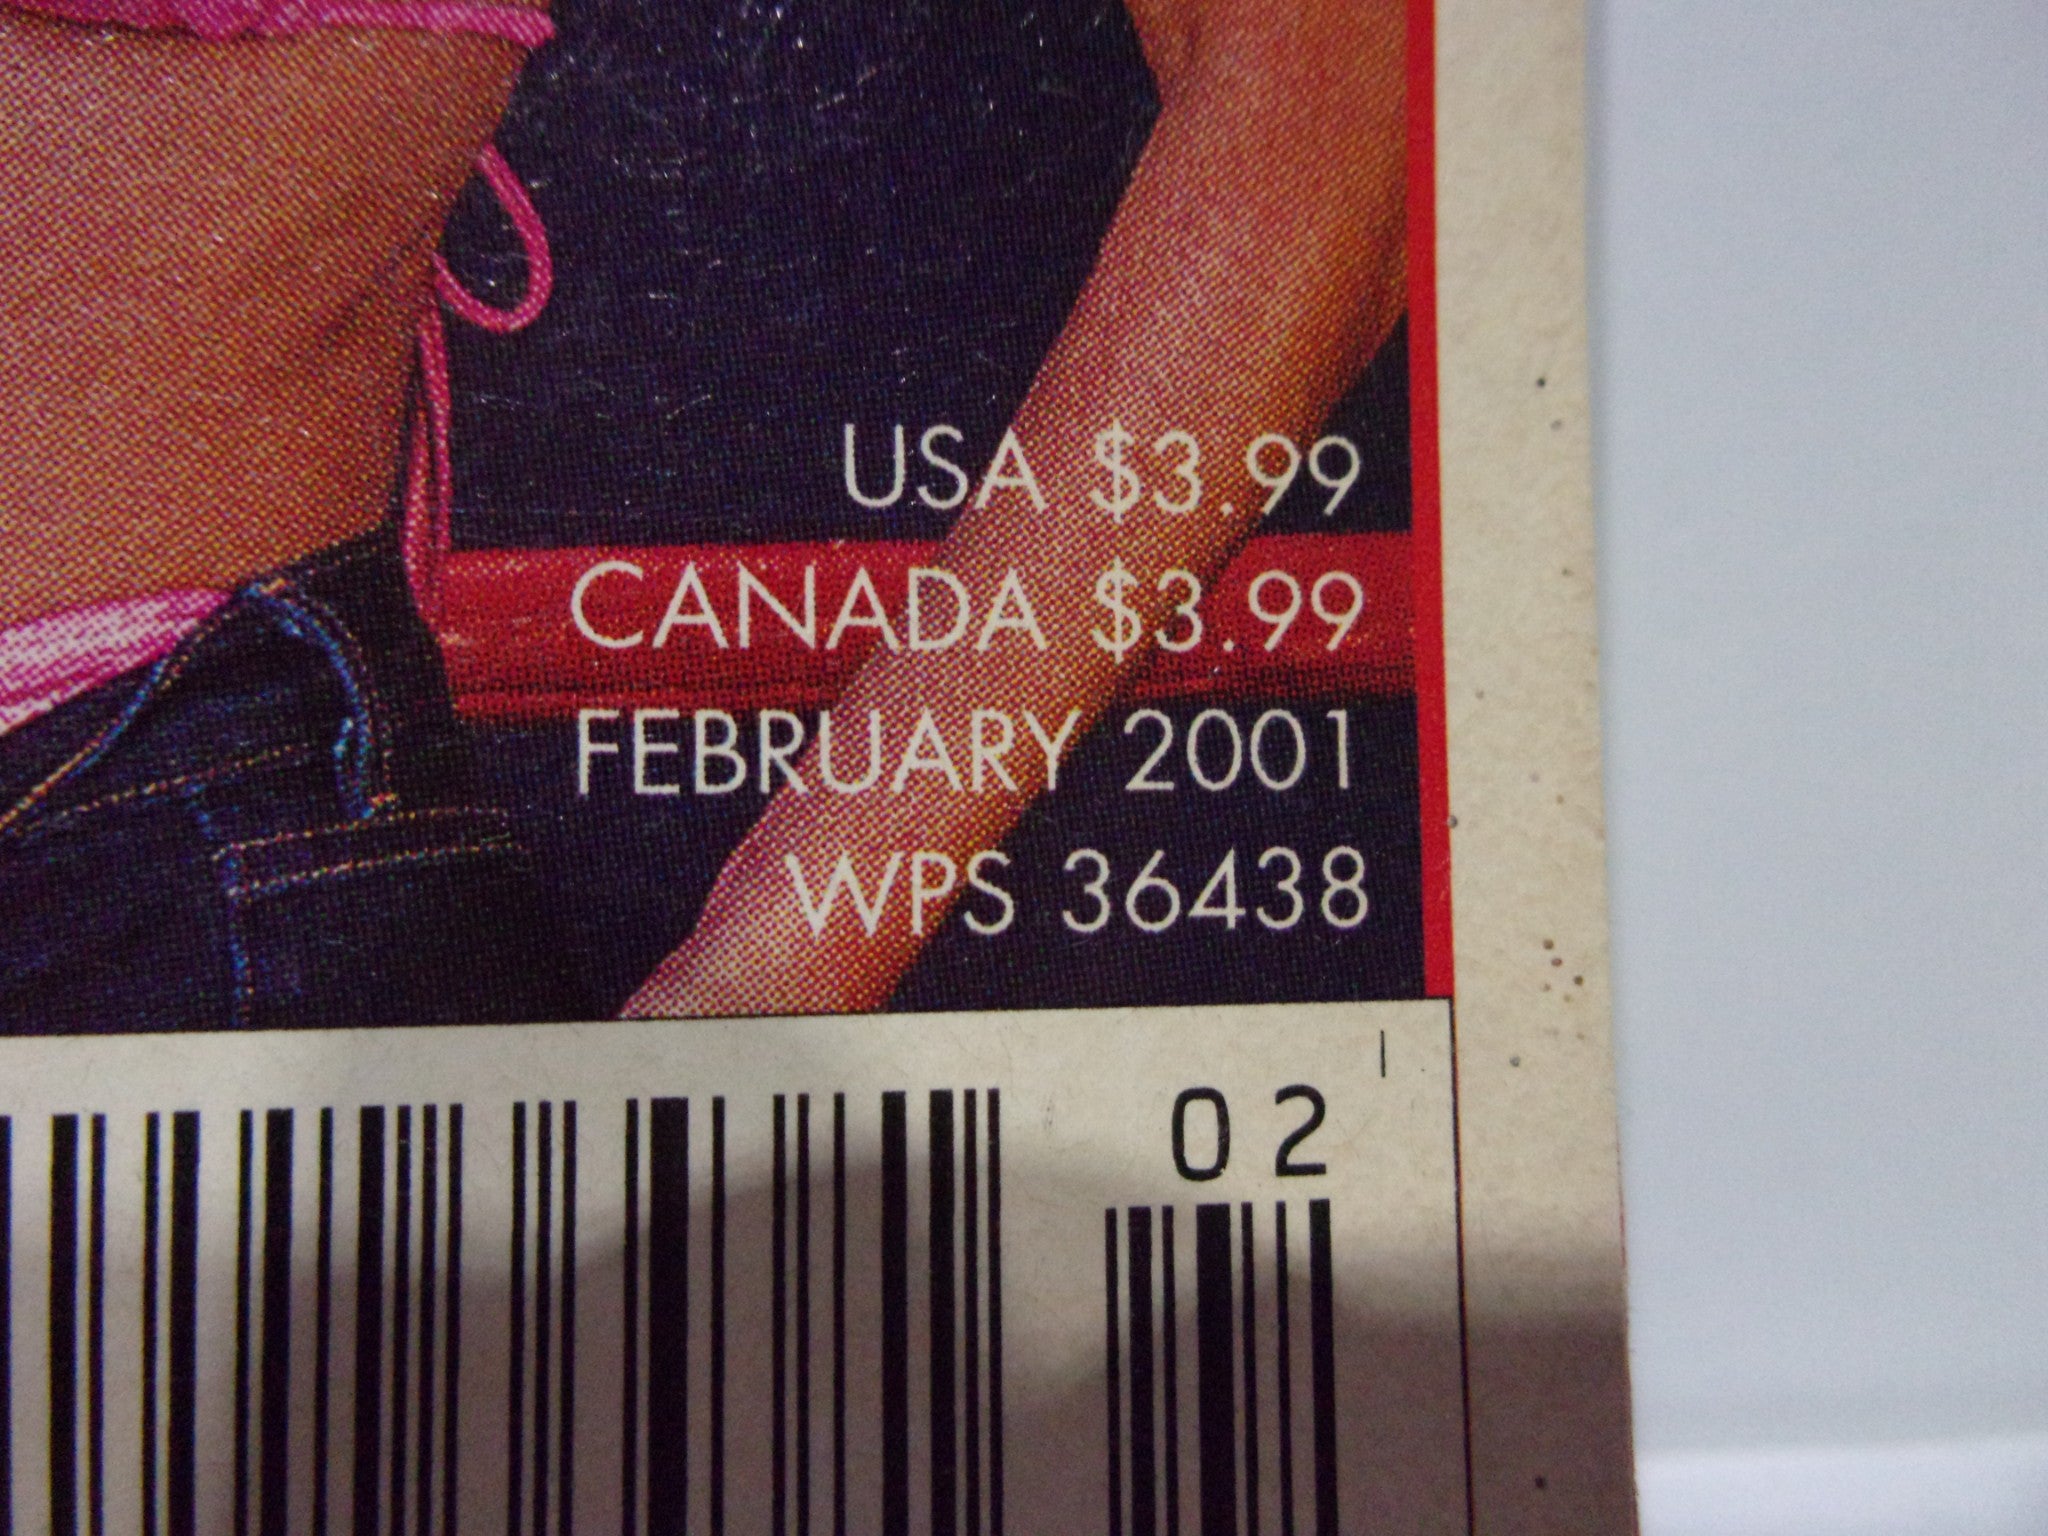 USA $3.99
CANADA $3.99
FEBRUARY 2001
WPS 36438
02